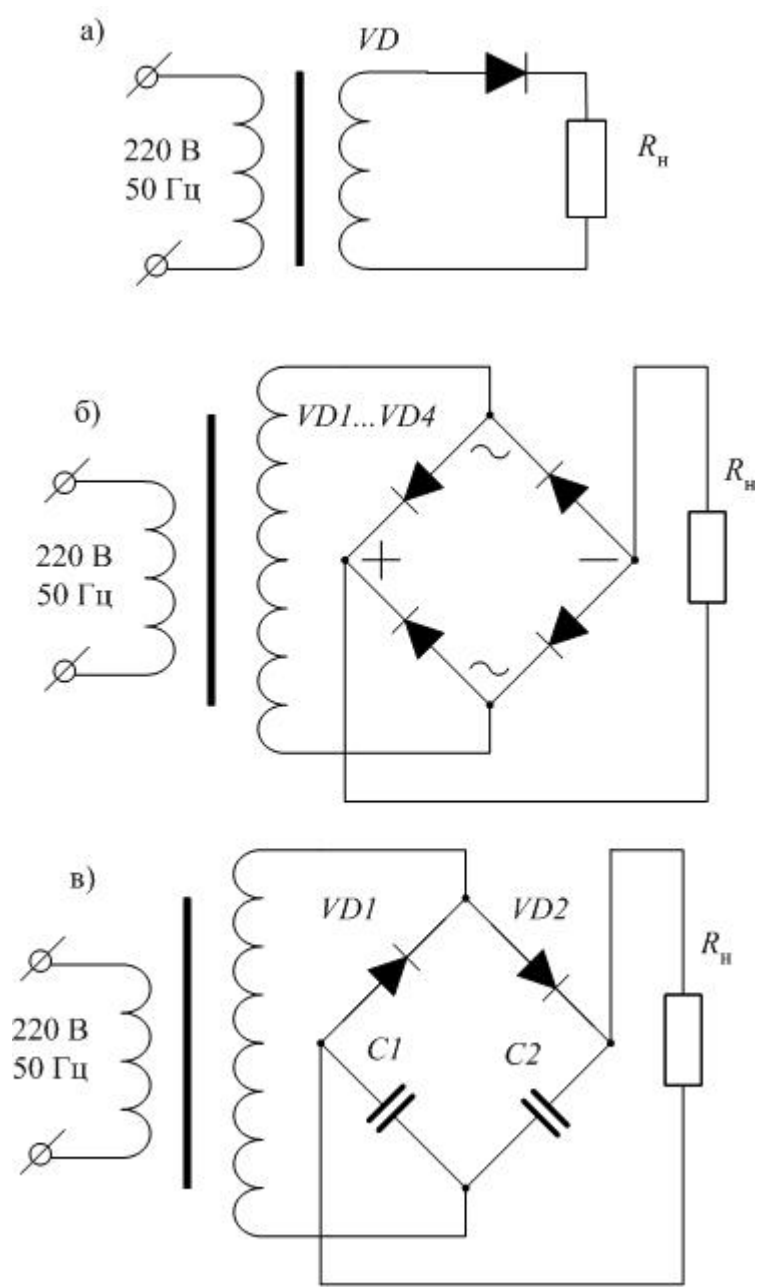 а)
VD
220 В
50 Гц
Rн
б)
VD1...VD4
Rн
220 В
50 Гц
+
—
в)
VD1
VD2
Rн
220 В
50 Гц
C1
C2